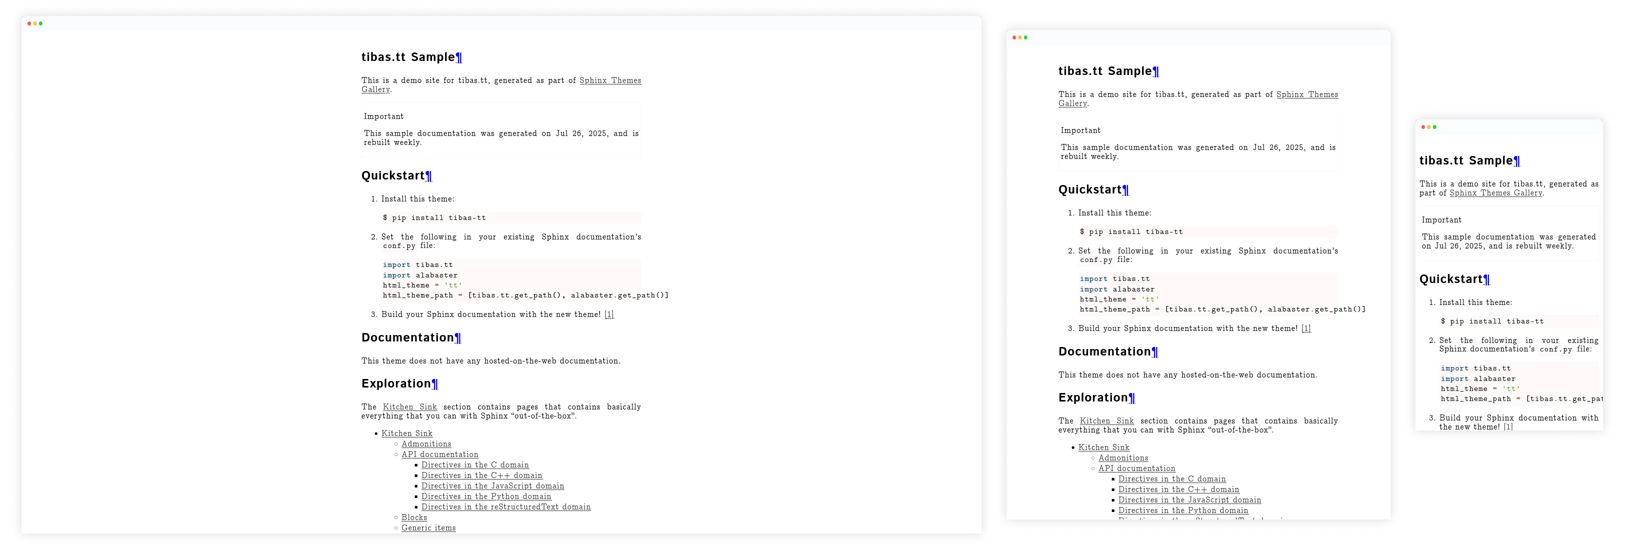 tibas.tt Sample¶
This is a demo site for tibas.tt, generated as part of Sphinx Themes
Gallery.
Important
This sample documentation was generated on Jul 26, 2025, and is
rebuilt weekly.
Quickstart¶
1. Install this theme:
$ pip install tibas-tt
2. Set the following in your existing Sphinx documentation's
conf.py file:
import tibas.tt
import alabaster
html_theme = 'tt'
html_theme_path = [tibas.tt.get_path(), alabaster.get_path()]
3. Build your Sphinx documentation with the new theme! [1]
Documentation¶
This theme does not have any hosted-on-the-web documentation.
Exploration¶
The Kitchen Sink section contains pages that contains basically
everything that you can with Sphinx “out-of-the-box”.
Kitchen Sink
Admonitions
API documentation
Directives in the C domain
Directives in the C++ domain
Directives in the JavaScript domain
Directives in the Python domain
Directives in the reStructuredText domain
Blocks
Generic items
tibas.tt Sample¶
This is a demo site for tibas.tt, generated as part of Sphinx Themes
Gallery.
Important
This sample documentation was generated on Jul 26, 2025, and is
rebuilt weekly.
Quickstart¶
1. Install this theme:
$ pip install tibas-tt
2. Set the following in your existing Sphinx documentation's
conf.py file:
import tibas.tt
import alabaster
html_theme = 'tt'
html_theme_path = [tibas.tt.get_path(), alabaster.get_path()]
3. Build your Sphinx documentation with the new theme! [1]
Documentation¶
This theme does not have any hosted-on-the-web documentation.
Exploration¶
The Kitchen Sink section contains pages that contains basically
everything that you can with Sphinx “out-of-the-box”.
Kitchen Sink
Admonitions
API documentation
Directives in the C domain
Directives in the C++ domain
Directives in the JavaScript domain
Directives in the Python domain
tibas.tt Sample¶
This is a demo site for tibas.tt, generated as
part of Sphinx Themes Gallery.
Important
This sample documentation was generated
on Jul 26, 2025, and is rebuilt weekly.
Quickstart¶
1. Install this theme:
$ pip install tibas-tt
2. Set the following in your existing
Sphinx documentation's conf.py file:
import tibas.tt
import alabaster
html_theme = 'tt'
html_theme_path = [tibas.tt.get_pat
3. Build your Sphinx documentation with
the new theme! [1]